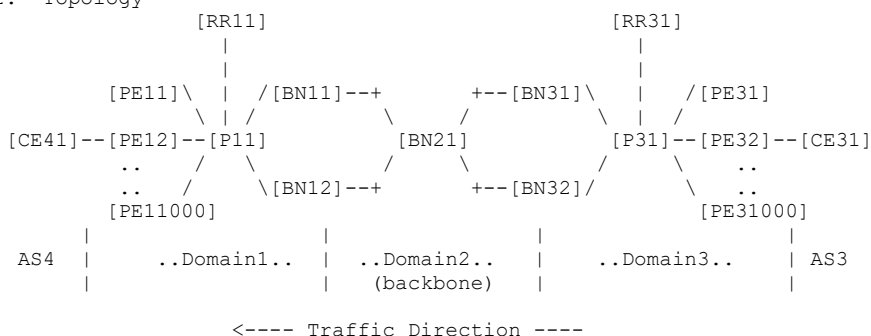 2. Topology
[RR11] [RR31]
| |
| |
[PE11]\ | /[BN11]--+ +--[BN31]\ | /[PE31]
\ | / \ / \ | /
[CE41]--[PE12]--[P11] [BN21] [P31]--[PE32]--[CE31]
.. / \ / \ / \ ..
.. / \[BN12]--+ +--[BN32]/ \ ..
[PE11000] [PE31000]
| | | |
AS4 | ..Domain1.. | ..Domain2.. | ..Domain3.. | AS3
| | (backbone) | |
<---- Traffic Direction ----